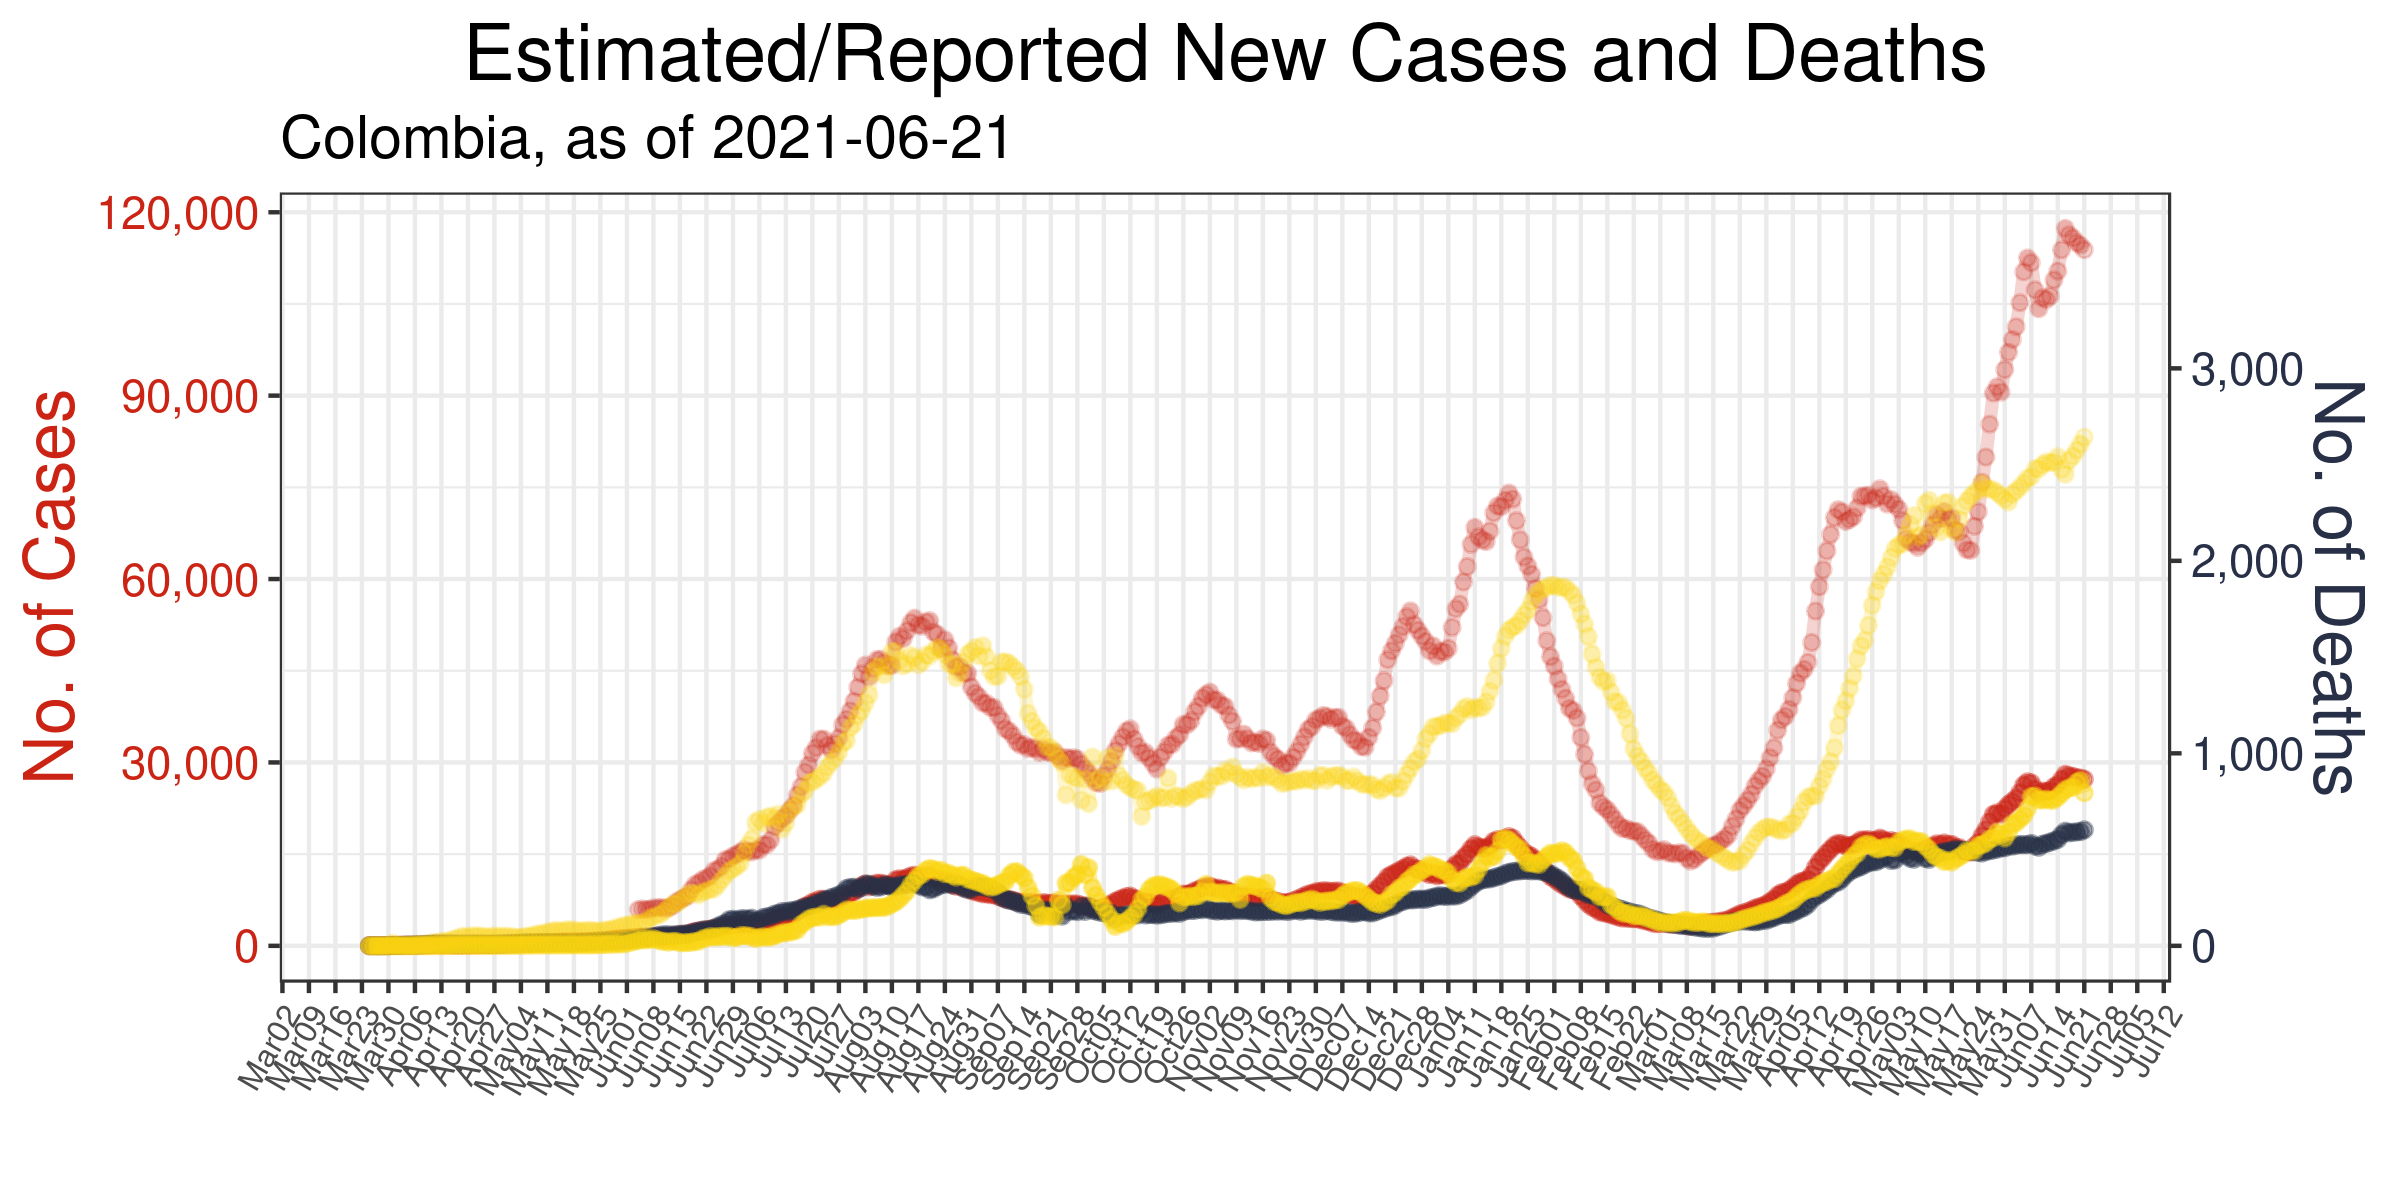 Estimated/Reported New Cases and Deaths
Colombia, as of 2021-06-21
No. of Cases
120,000
90,000
60,000
30,000
0
3,000
2,000
1,000
0
No. of Deaths
Mar02
Mar09
Mar16
Mar23
Mar30
Apr06
Apr13
Apr20
Apr27
May04
May11
May18
May25
Jun01
Jun08
Jun15
Jun22
Jun29
Jul06
Jul13
Jul20
Jul27
Aug03
Aug10
Aug17
Aug24
Aug31
Sep07
Sep14
Sep21
Sep28
Oct05
Oct12
Oct19
Oct26
Nov02
Nov09
Nov16
Nov23
Nov30
Dec07
Dec14
Dec21
Dec28
Jan04
Jan11
Jan18
Jan25
Feb01
Feb08
Feb15
Feb22
Mar01
Mar08
Mar15
Mar22
Mar29
Apr05
Apr12
Apr19
Apr26
May03
May10
May17
May24
May31
Jun07
Jun14
Jun21
Jun28
Jul05
Jul12